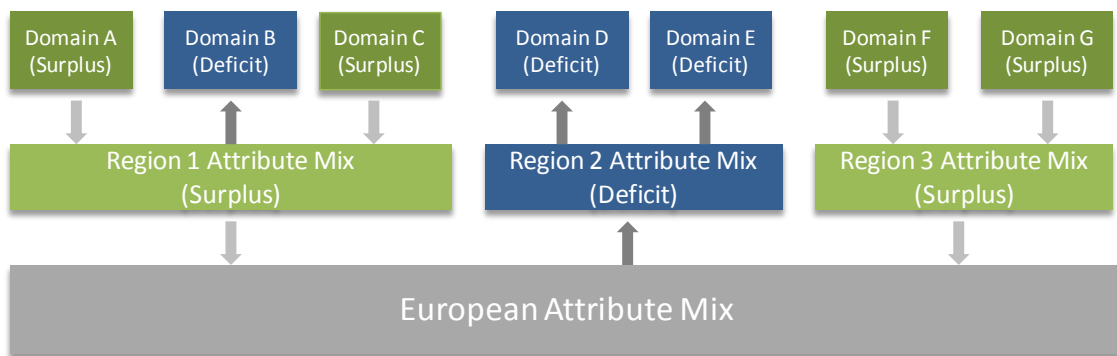 Domain A
(Surplus)
Domain B
(Deficit)
Domain C
(Surplus)
Domain D
(Deficit)
Domain E
(Deficit)
Domain F
(Surplus)
Domain G
(Surplus)
Region 1 Attribute Mix
(Surplus)
Region 2 Attribute Mix
(Deficit)
Region 3 Attribute Mix
(Surplus)
European Attribute Mix